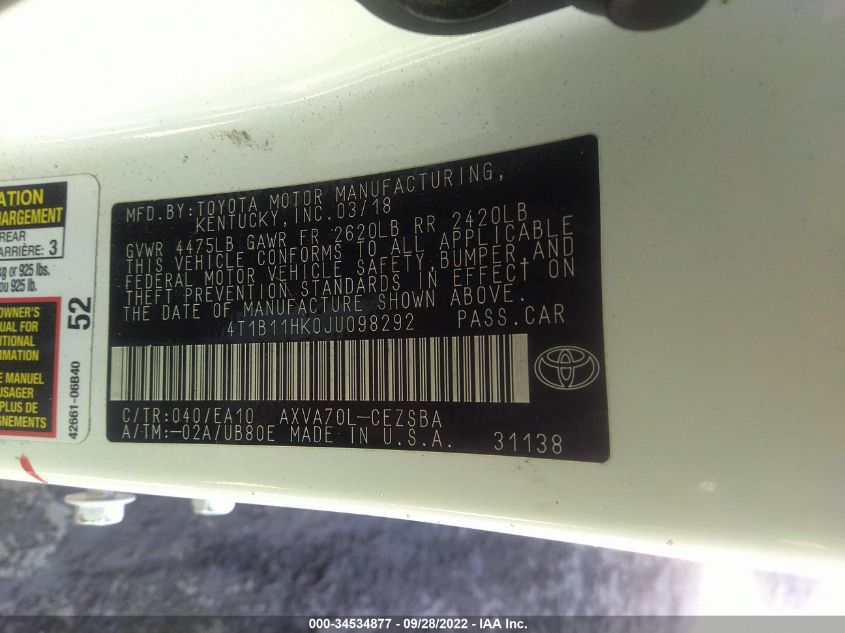 ATION
HARGEMENT
REAR
ARRIÈRE: 3
kg or 925 lbs.
ou 925 lb.
OWNER'S
UAL FOR
ITIONAL
RMATION
E MANUEL
USAGER
PLUS DE
GNEMENTS
52
42661-06B40
MFD.BY:TOYOTA MOTOR MANUFACTURING,
KENTUCKY, INC.03/18
GVWR 4475LB GAWR FR 2620LB RR 2420LB
THIS VEHICLE CONFORMS TO ALL APPLICABLE
FEDERAL MOTOR VEHICLE SAFETY,BUMPER,AND
THEFT PREVENTION STANDARDS IN EFFECT ON
THE DATE OF MANUFACTURE SHOWN ABOVE.
4T1B11HK0JU098292 PASS.CAR
C/TR:040/EA10 AXVA70L-CEZSBA
A/TM:-02A/UB80E MADE IN U.S.A. 31138
000-34534877 - 09/28/2022 - IAA Inc.